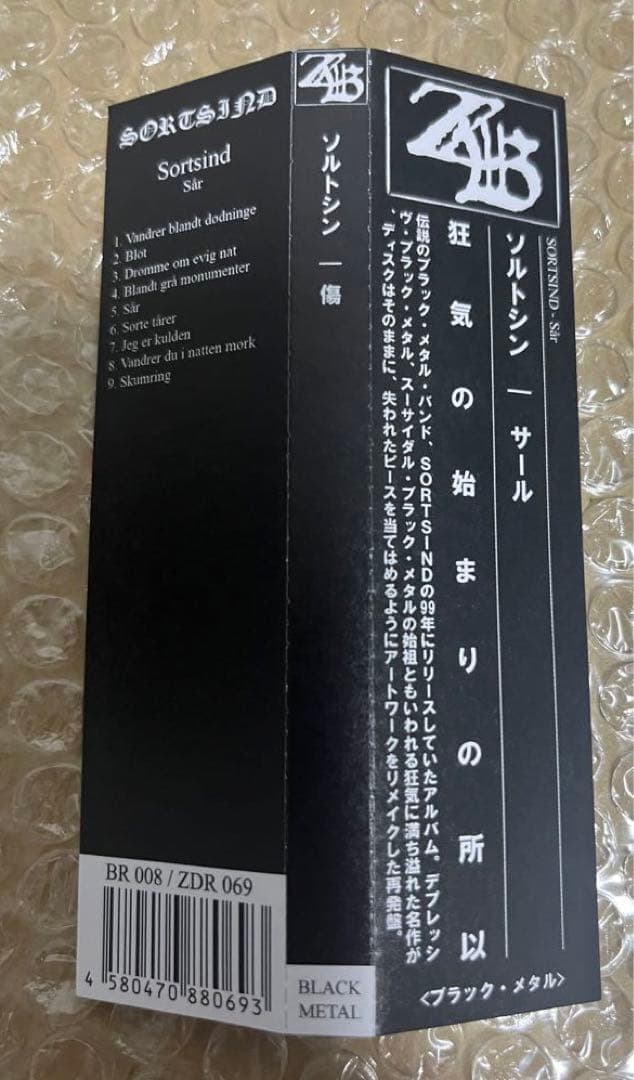 SORTSIND
Sortsind
Sår
1. Vandrer blandt dødninge
2. Blot
3. Dromme om evig nat
4. Blandt grå monumenter
5. Sår
6. Sorte tårer
7. Jeg er kulden
8. Vandrer du i natten mork
9. Skumring
BR 008 / ZDR 069
4 580470 880693
ソルトシン — 傷
BLACK
METAL
SORTSIND - Sår
ソルトシン — サール
狂気の始まりの所以
伝説のブラック・メタル・バンド、SORTSINDの99年にリリースしていたアルバム。デプレッシ
ヴ・ブラック・メタル、スーサイダル・ブラック・メタルの始祖ともいわれる狂気に満ち溢れた名作が
、ディスクはそのままに、失われたピースを当てはめるようにアートワークをリメイクした再発盤。
<ブラック・メタル>